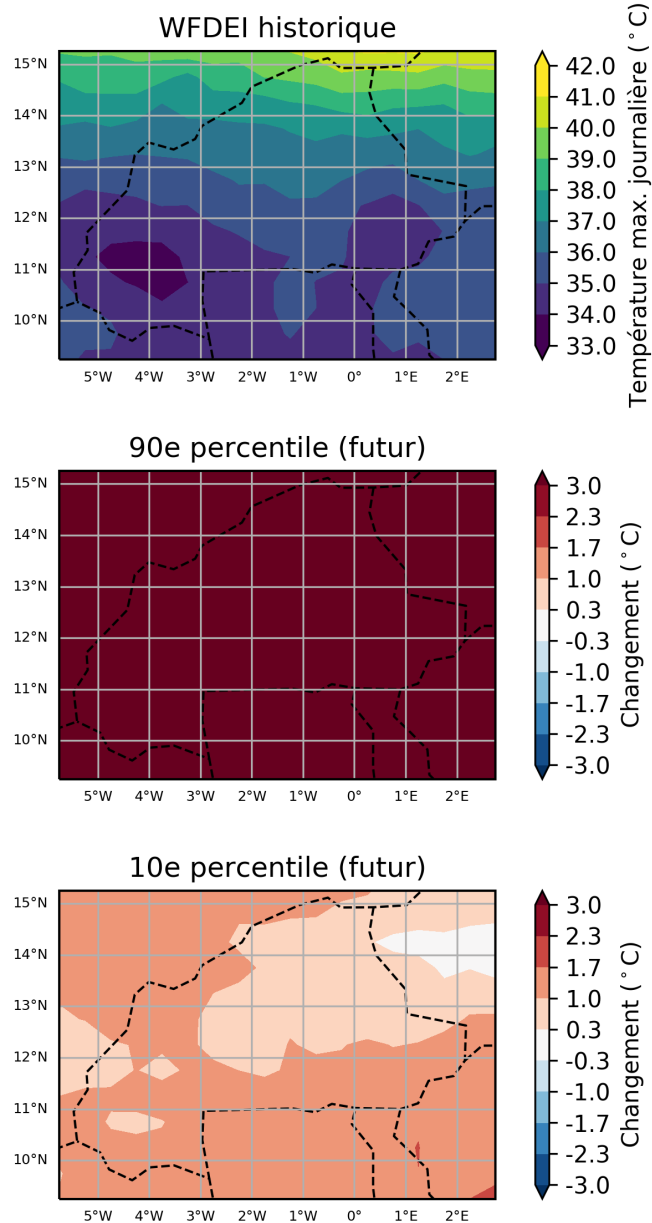 WFDEI historique
15°N
14°N
13°N
12°N
11°N
10°N
5°W 4°W 3°W 2°W 1°W 0° 1°E 2°E
42.0
41.0
40.0
39.0
38.0
37.0
36.0
35.0
34.0
33.0
Température max. journalière (°C)
90e percentile (futur)
15°N
14°N
13°N
12°N
11°N
10°N
5°W 4°W 3°W 2°W 1°W 0° 1°E 2°E
3.0
2.3
1.7
1.0
0.3
-0.3
-1.0
-1.7
-2.3
-3.0
Changement (°C)
10e percentile (futur)
15°N
14°N
13°N
12°N
11°N
10°N
5°W 4°W 3°W 2°W 1°W 0° 1°E 2°E
3.0
2.3
1.7
1.0
0.3
-0.3
-1.0
-1.7
-2.3
-3.0
Changement (°C)